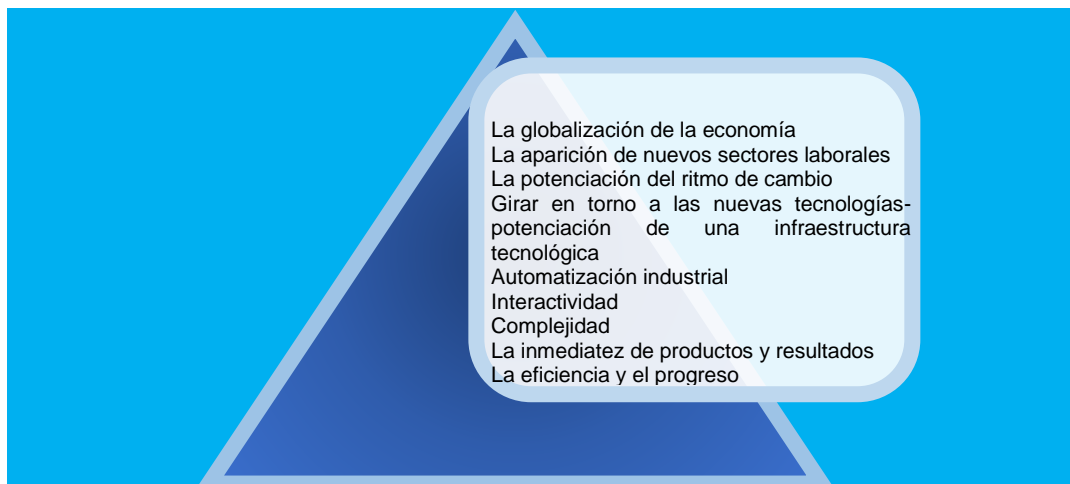 La globalización de la economía
La aparición de nuevos sectores laborales
La potenciación del ritmo de cambio
Girar en torno a las nuevas tecnologías-
potenciación de una infraestructura
tecnológica
Automatización industrial
Interactividad
Complejidad
La inmediatez de productos y resultados
La eficiencia y el progreso